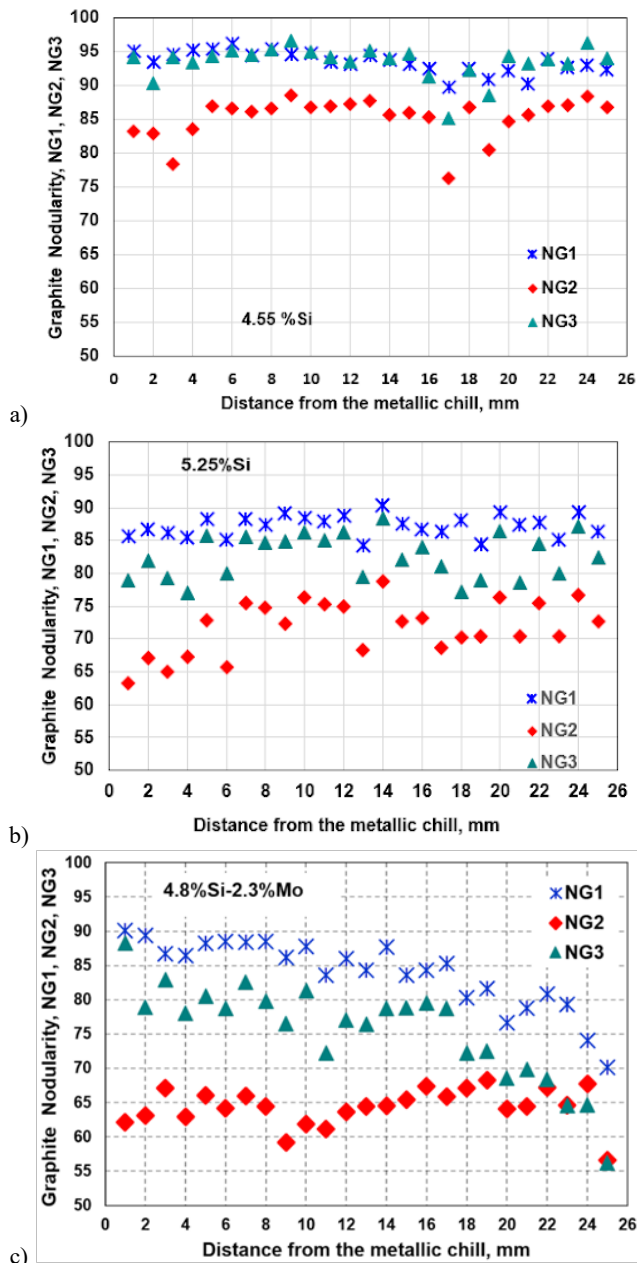 100
95
90
85
80
75
70
65
60
55
50
Graphite Nodularity, NG1, NG2, NG3
NG1
NG2
NG3
4.55 %Si
0 2 4 6 8 10 12 14 16 18 20 22 24 26
Distance from the metallic chill, mm
a)
100
95
90
85
80
75
70
65
60
55
50
Graphite Nodularity, NG1, NG2, NG3
5.25%Si
NG1
NG2
NG3
0 2 4 6 8 10 12 14 16 18 20 22 24 26
Distance from the metallic chill, mm
b)
100
95
90
85
80
75
70
65
60
55
50
Graphite Nodularity, NG1, NG2, NG3
4.8%Si-2.3%Mo
NG1
NG2
NG3
0 2 4 6 8 10 12 14 16 18 20 22 24 26
Distance from the metallic chill, mm
c)